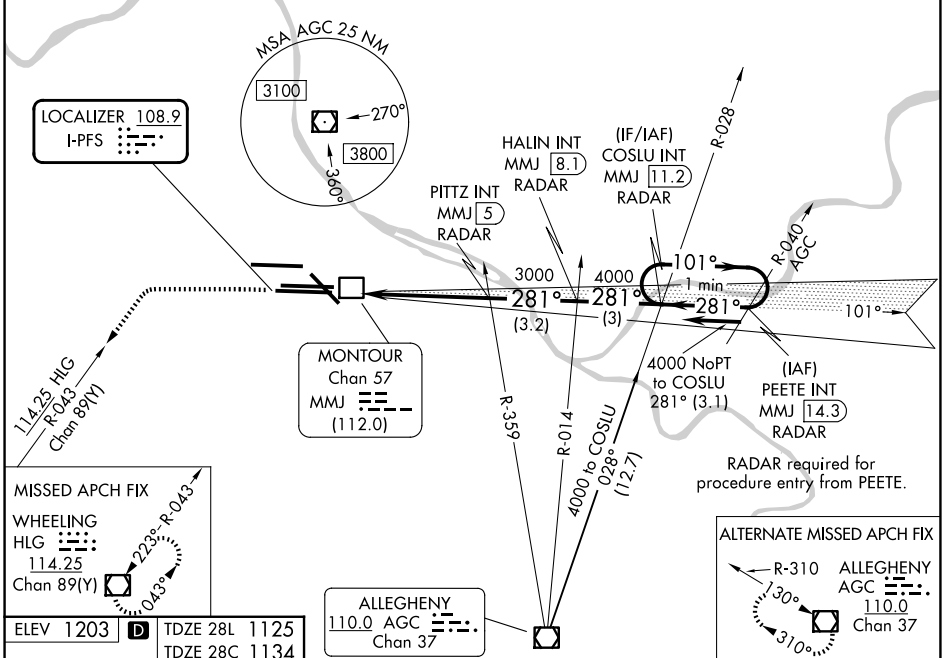 MSA AGC 25 NM
3100
270°
3800
360°
LOCALIZER 108.9
I-PFS
R-028
HALIN INT
MMJ 8.1
RADAR
(IF/IAF)
COSLU INT
MMJ 11.2
RADAR
PITTZ INT
MMJ 5
RADAR
R-040
AGC
3000
4000
101°
1 min
281°
281°
281°
101°
(3.2)
(3)
MONTOUR
Chan 57
MMJ
(112.0)
4000 NoPT
to COSLU
281° (3.1)
(IAF)
PEETE INT
MMJ 14.3
RADAR
RADAR required for
procedure entry from PEETE.
114.25 HLG
R-043
Chan 89(Y)
R-359
R-014
4000 to COSLU
028°
(12.7)
MISSED APCH FIX
WHEELING
HLG
114.25
Chan 89(Y)
223°
R-043
043°
ALTERNATE MISSED APCH FIX
R-310
130°
310°
ALLEGHENY
AGC
110.0
Chan 37
ALLEGHENY
110.0 AGC
Chan 37
ELEV 1203
D
TDZE 28L 1125
TDZE 28C 1134